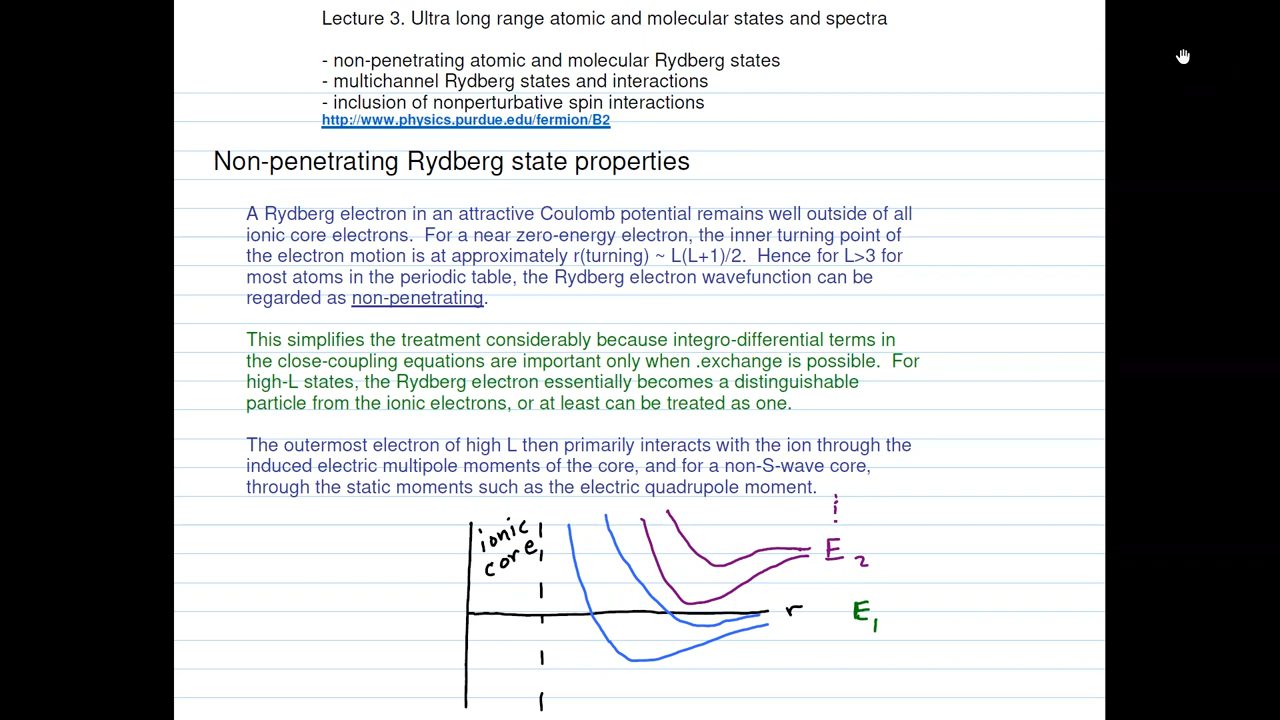 Lecture 3. Ultra long range atomic and molecular states and spectra
- non-penetrating atomic and molecular Rydberg states
- multichannel Rydberg states and interactions
- inclusion of nonperturbative spin interactions
http://www.physics.purdue.edu/fermion/B2
Non-penetrating Rydberg state properties
A Rydberg electron in an attractive Coulomb potential remains well outside of all
ionic core electrons.  For a near zero-energy electron, the inner turning point of
the electron motion is at approximately r(turning) ~ L(L+1)/2.  Hence for L>3 for
most atoms in the periodic table, the Rydberg electron wavefunction can be
regarded as non-penetrating.
This simplifies the treatment considerably because integro-differential terms in
the close-coupling equations are important only when .exchange is possible.  For
high-L states, the Rydberg electron essentially becomes a distinguishable
particle from the ionic electrons, or at least can be treated as one.
The outermost electron of high L then primarily interacts with the ion through the
induced electric multipole moments of the core, and for a non-S-wave core,
through the static moments such as the electric quadrupole moment.
ionic
core
E2
r
E1